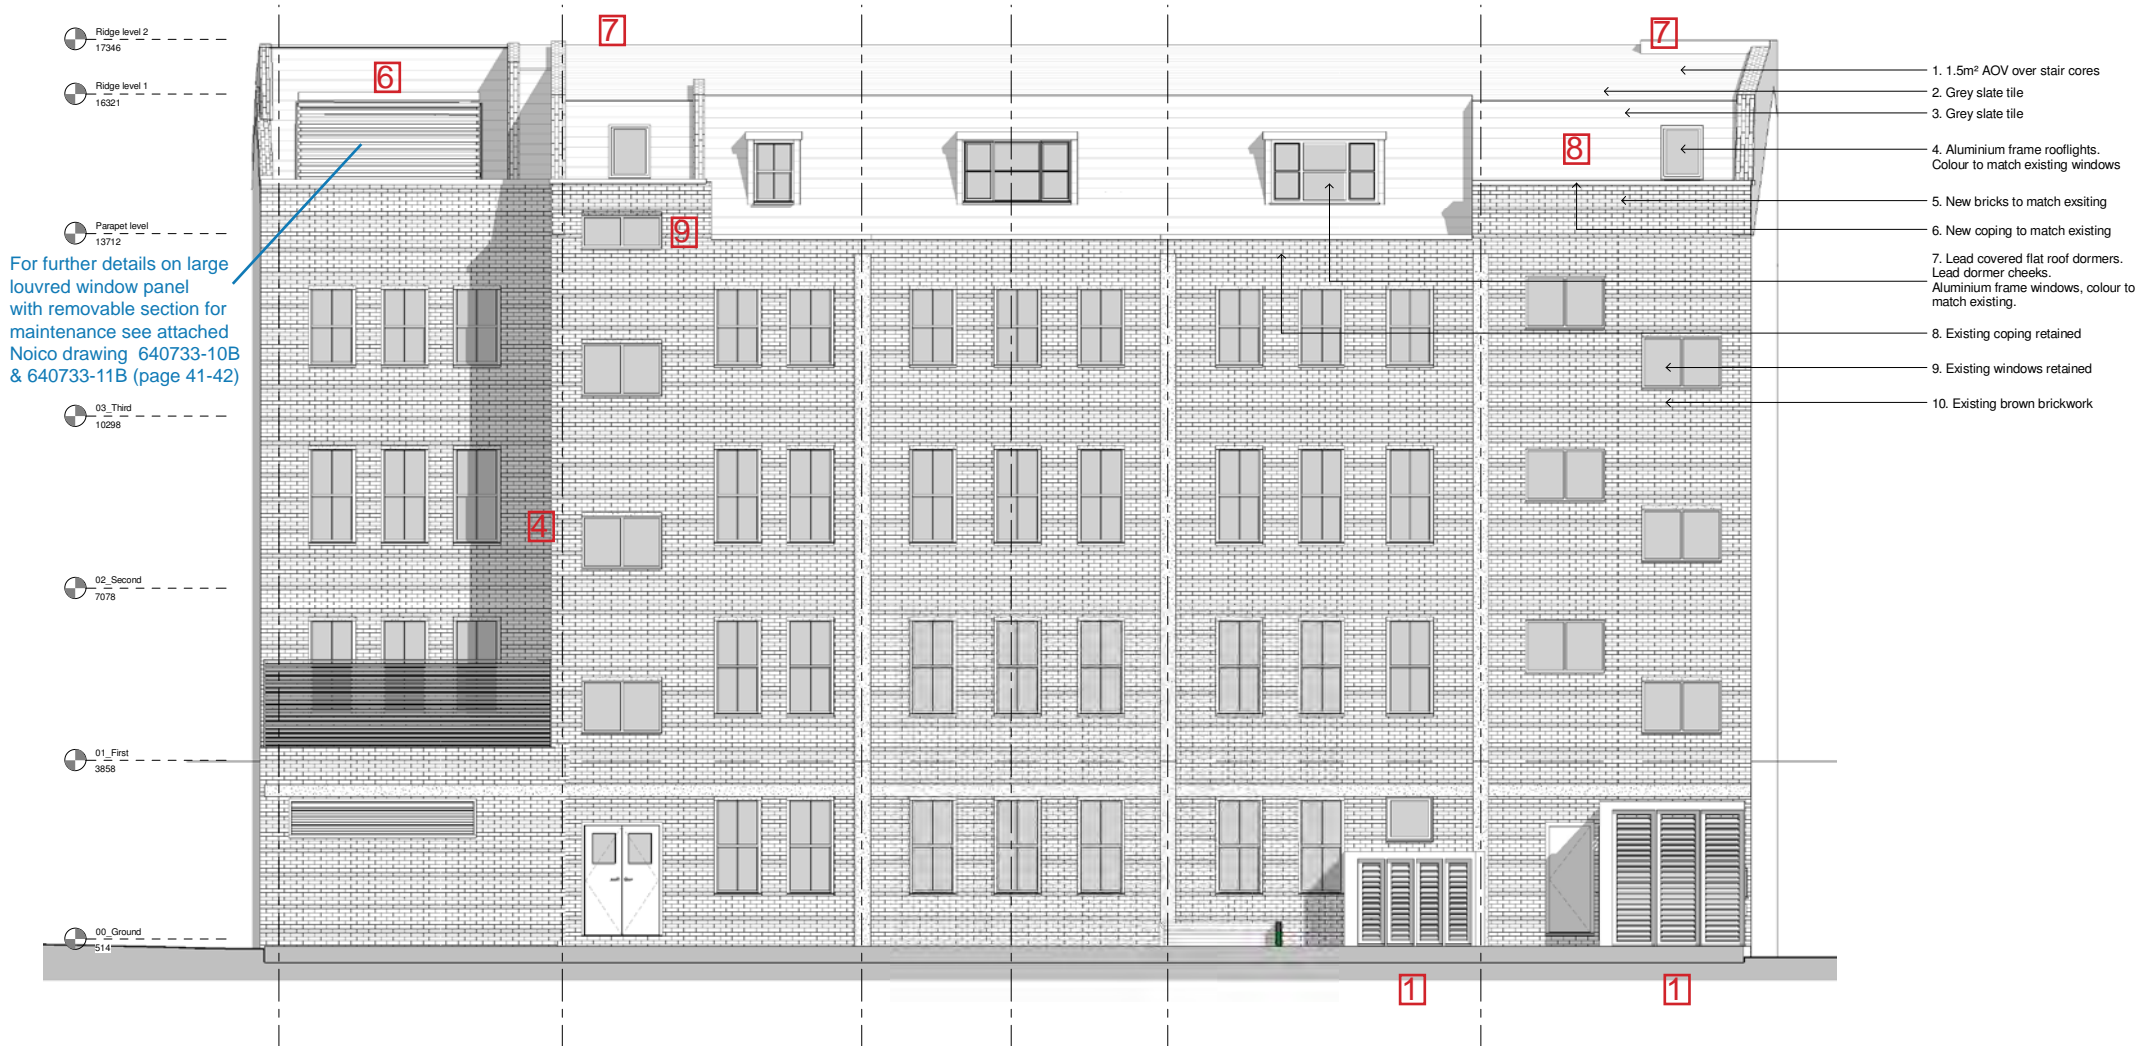 Ridge level 2
17346
Ridge level 1
16321
Parapet level
13712
For further details on large
louvred window panel
with removable section for
maintenance see attached
Noico drawing 640733-10B
& 640733-11B (page 41-42)
03_Third
10298
02_Second
7078
01_First
3858
00_Ground
514
7
7
6
8
9
4
1
1
1. 1.5m² AOV over stair cores
2. Grey slate tile
3. Grey slate tile
4. Aluminium frame rooflights.
Colour to match existing windows
5. New bricks to match exsiting
6. New coping to match existing
7. Lead covered flat roof dormers.
Lead dormer cheeks.
Aluminium frame windows, colour to
match existing.
8. Existing coping retained
9. Existing windows retained
10. Existing brown brickwork